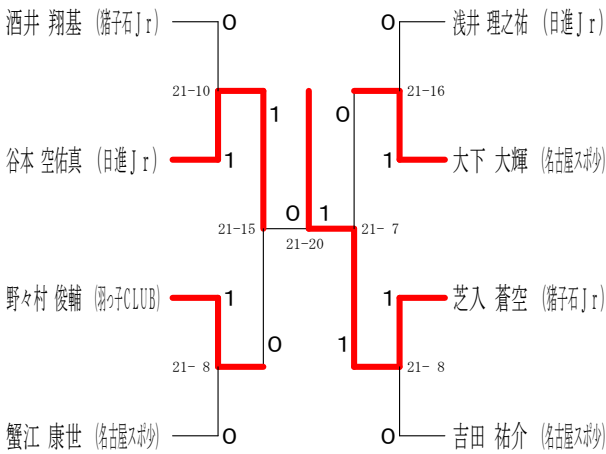 酒井 翔基 (猪子石Jr) 0 0 浅井 理之祐 (日進Jr)
21-10 21-16
1 0
谷本 空佑真 (日進Jr) 1 1 大下 大輝 (名古屋スポ少)
0 1
21-15 21- 7
21-20
野々村 俊輔 (羽っ子CLUB) 1 1 芝入 蒼空 (猪子石Jr)
0 1
21- 8 21- 8
蟹江 康世 (名古屋スポ少) 0 0 吉田 祐介 (名古屋スポ少)